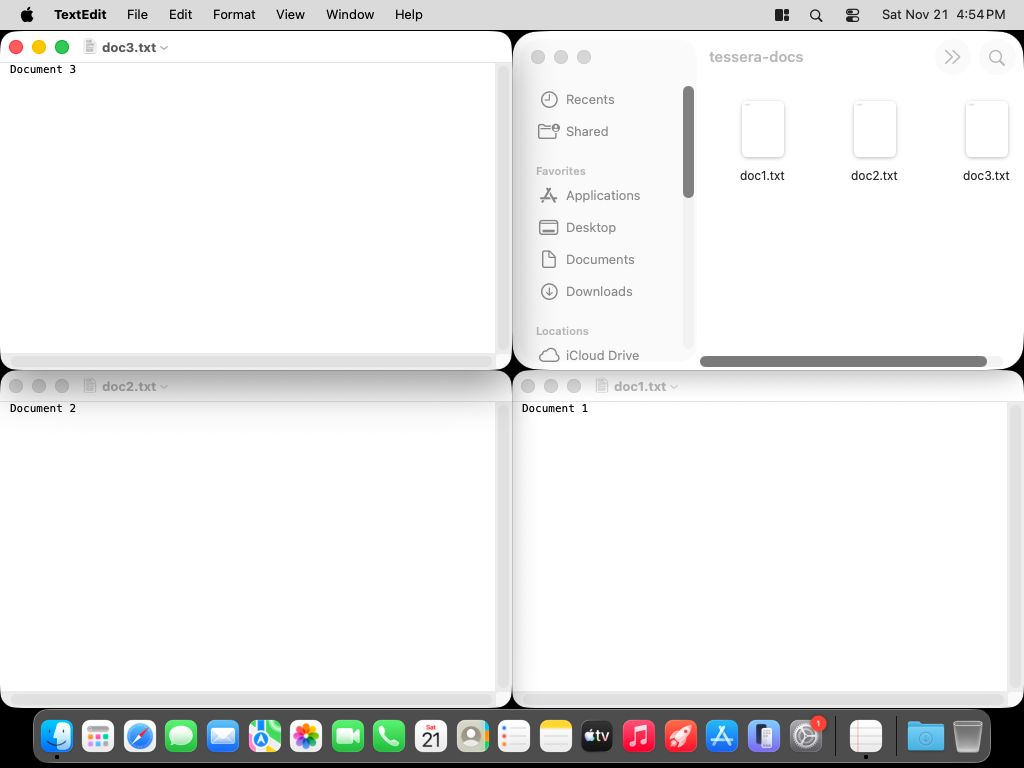 TextEdit File Edit Format View Window Help Sat Nov 21 4:54 PM
doc3.txt
Document 3
tessera-docs
Recents
Shared
Favorites
Applications
Desktop
Documents
Downloads
Locations
iCloud Drive
doc1.txt doc2.txt doc3.txt
doc2.txt
Document 2
doc1.txt
Document 1
Sat
21
tv
1